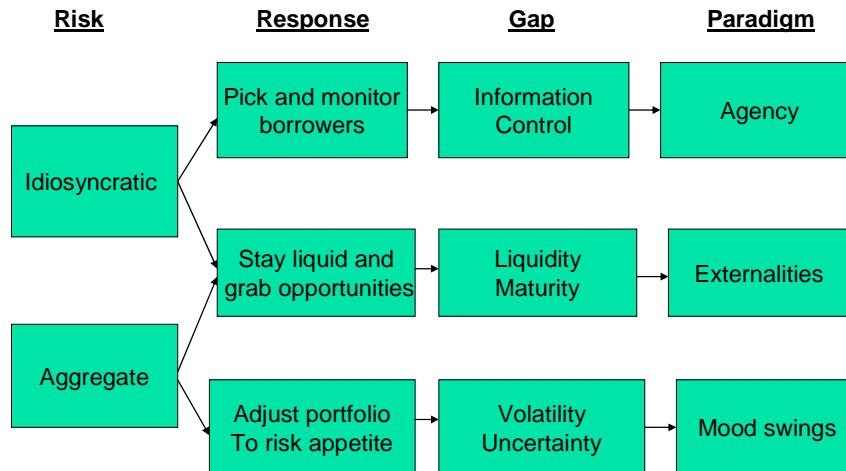 Risk
Response
Gap
Paradigm
Pick and monitor
borrowers
Information
Control
Agency
Idiosyncratic
Stay liquid and
grab opportunities
Liquidity
Maturity
Externalities
Aggregate
Adjust portfolio
To risk appetite
Volatility
Uncertainty
Mood swings